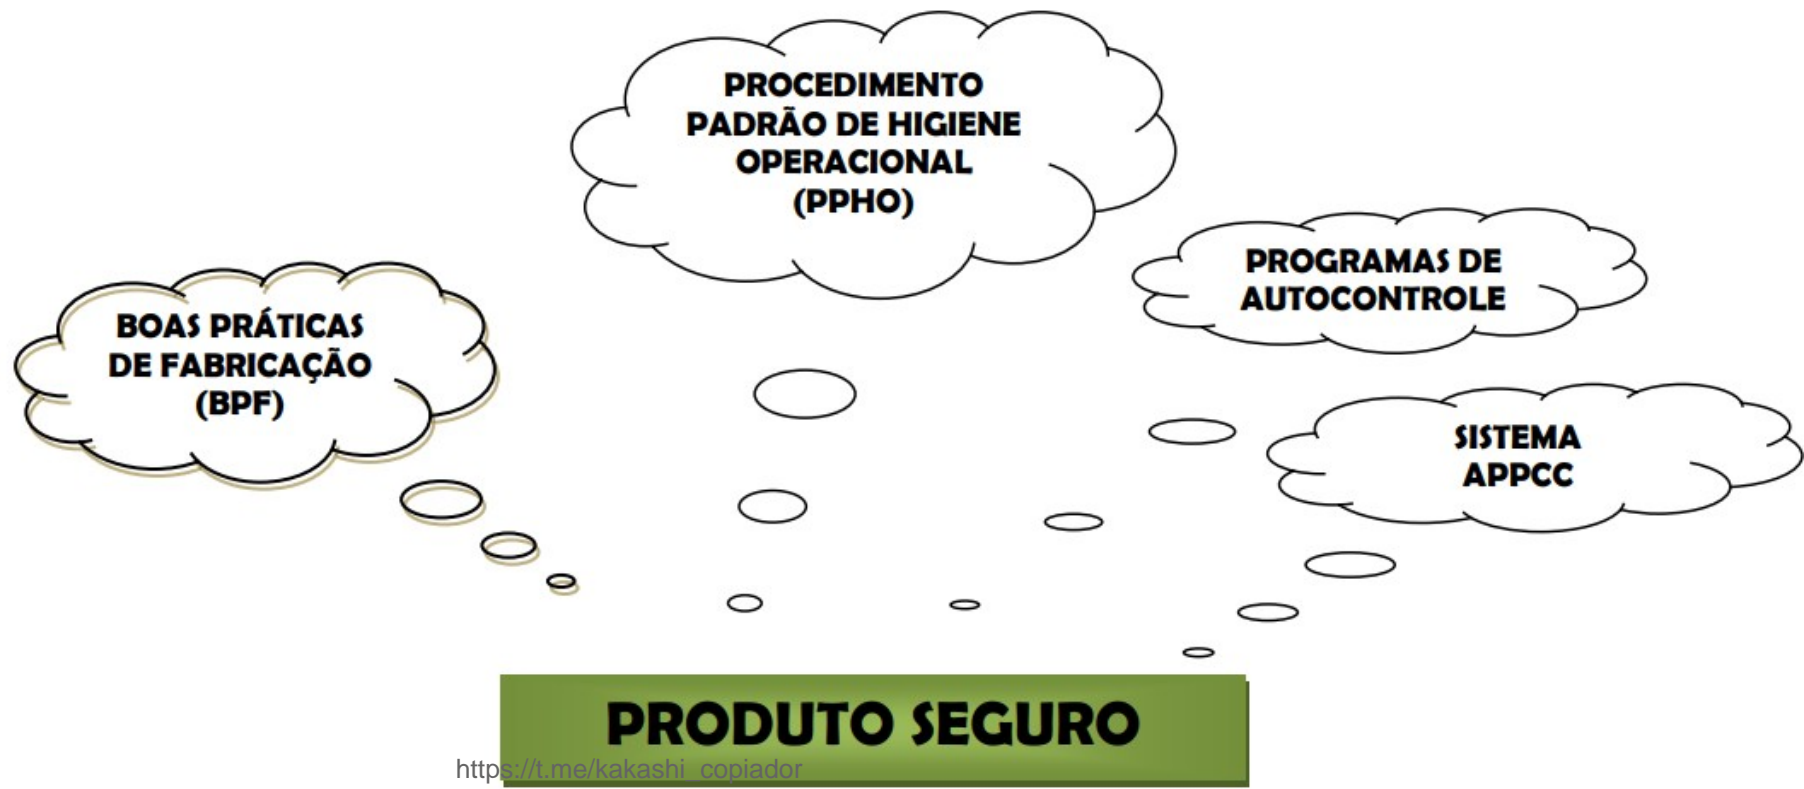 PROCEDIMENTO
PADRÃO DE HIGIENE
OPERACIONAL
(PPHO)
PROGRAMAS DE
AUTOCONTROLE
BOAS PRÁTICAS
DE FABRICAÇÃO
(BPF)
SISTEMA
APPCC
PRODUTO SEGURO
https://t.me/kakashi_copiador